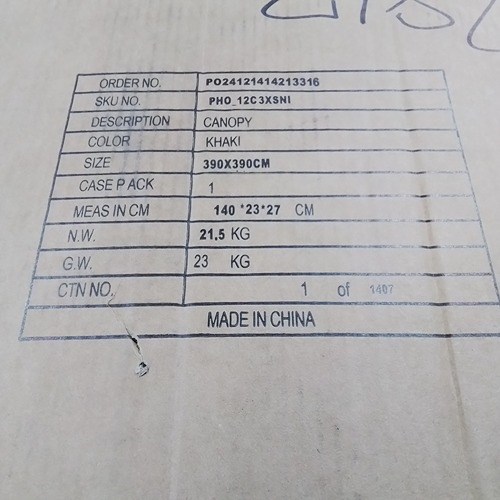 ORDER NO. PO24121414213316
SKU NO. PHO_12C3XSNI
DESCRIPTION CANOPY
COLOR KHAKI
SIZE 390X390CM
CASE PACK 1
MEAS IN CM 140 *23*27 CM
N.W. 21,5 KG
G.W. 23 KG
CTN NO. 1 of 1407
MADE IN CHINA